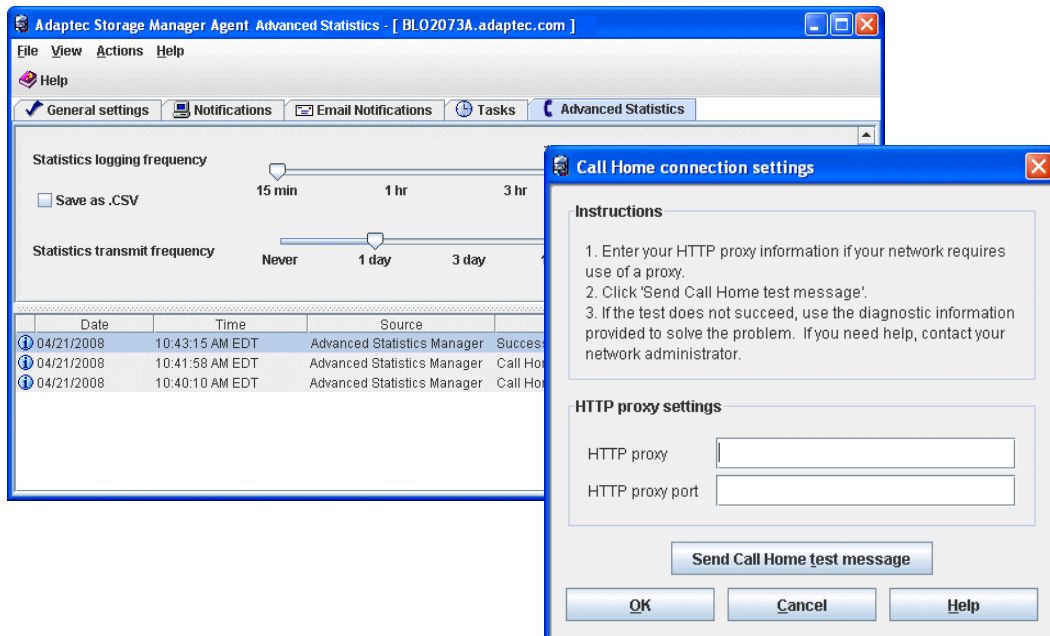 Adaptec Storage Manager Agent Advanced Statistics - [ BLO2073A.adaptec.com ]
File View Actions Help
Help
General settings Notifications Email Notifications Tasks Advanced Statistics
Statistics logging frequency
15 min 1 hr 3 hr
Save as .CSV
Statistics transmit frequency
Never 1 day 3 day
Date Time Source
04/21/2008 10:43:15 AM EDT Advanced Statistics Manager Success
04/21/2008 10:41:58 AM EDT Advanced Statistics Manager Call Ho
04/21/2008 10:40:10 AM EDT Advanced Statistics Manager Call Ho
Call Home connection settings
Instructions
1. Enter your HTTP proxy information if your network requires
use of a proxy.
2. Click 'Send Call Home test message'.
3. If the test does not succeed, use the diagnostic information
provided to solve the problem. If you need help, contact your
network administrator.
HTTP proxy settings
HTTP proxy
HTTP proxy port
Send Call Home test message
OK Cancel Help